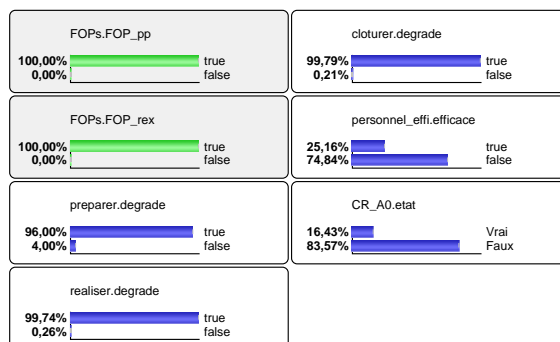 FOPs.FOP_pp
100,00% true
0,00% false
FOPs.FOP_rex
100,00% true
0,00% false
preparer.degrade
96,00% true
4,00% false
realiser.degrade
99,74% true
0,26% false
cloturer.degrade
99,79% true
0,21% false
personnel_effi.efficace
25,16% true
74,84% false
CR_A0.etat
16,43% Vrai
83,57% Faux